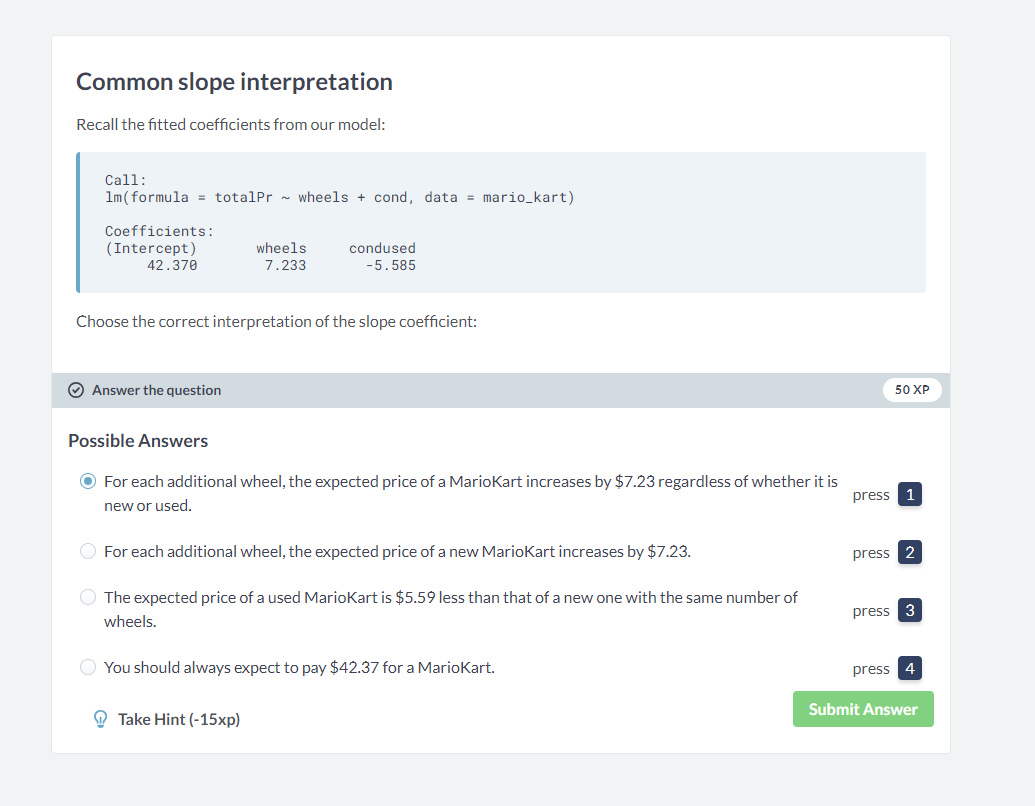 Common slope interpretation
Recall the fitted coefficients from our model:
Call:
lm(formula = totalPr ~ wheels + cond, data = mario_kart)
Coefficients:
(Intercept) wheels condused
42.370 7.233 -5.585
Choose the correct interpretation of the slope coefficient:
Answer the question 50 XP
Possible Answers
For each additional wheel, the expected price of a MarioKart increases by $7.23 regardless of whether it is
new or used.
press 1
For each additional wheel, the expected price of a new MarioKart increases by $7.23.
press 2
The expected price of a used MarioKart is $5.59 less than that of a new one with the same number of
wheels.
press 3
You should always expect to pay $42.37 for a MarioKart.
press 4
Take Hint (-15xp)
Submit Answer